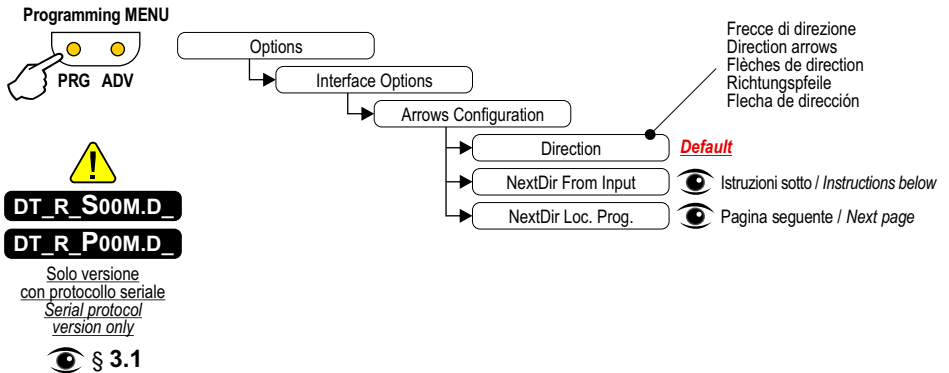 Programming MENU
PRG ADV
Options
Interface Options
Arrows Configuration
Direction
NextDir From Input
NextDir Loc. Prog.
Frecce di direzione
Direction arrows
Flèches de direction
Richtungspfeile
Flecha de dirección
Default
Istruzioni sotto / Instructions below
Pagina seguente / Next page
!
DT_R_S00M.D_
DT_R_P00M.D_
Solo versione
con protocollo seriale
Serial protocol
version only
§ 3.1